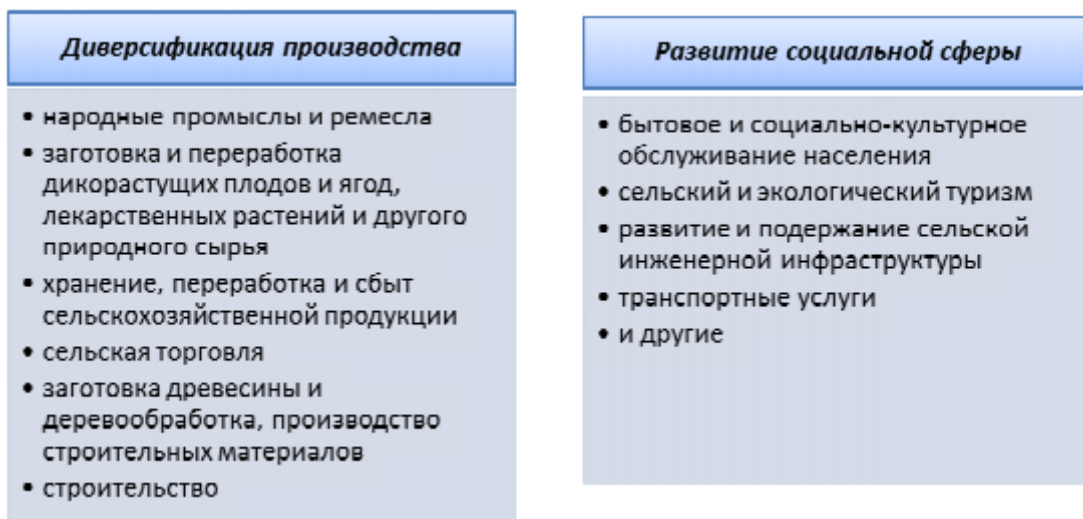 Диверсификация производства
• народные промыслы и ремесла
• заготовка и переработка
дикорастущих плодов и ягод,
лекарственных растений и другого
природного сырья
• хранение, переработка и сбыт
сельскохозяйственной продукции
• сельская торговля
• заготовка древесины и
деревообработка, производство
строительных материалов
• строительство
Развитие социальной сферы
• бытовое и социально-культурное
обслуживание населения
• сельский и экологический туризм
• развитие и подержание сельской
инженерной инфраструктуры
• транспортные услуги
• и другие